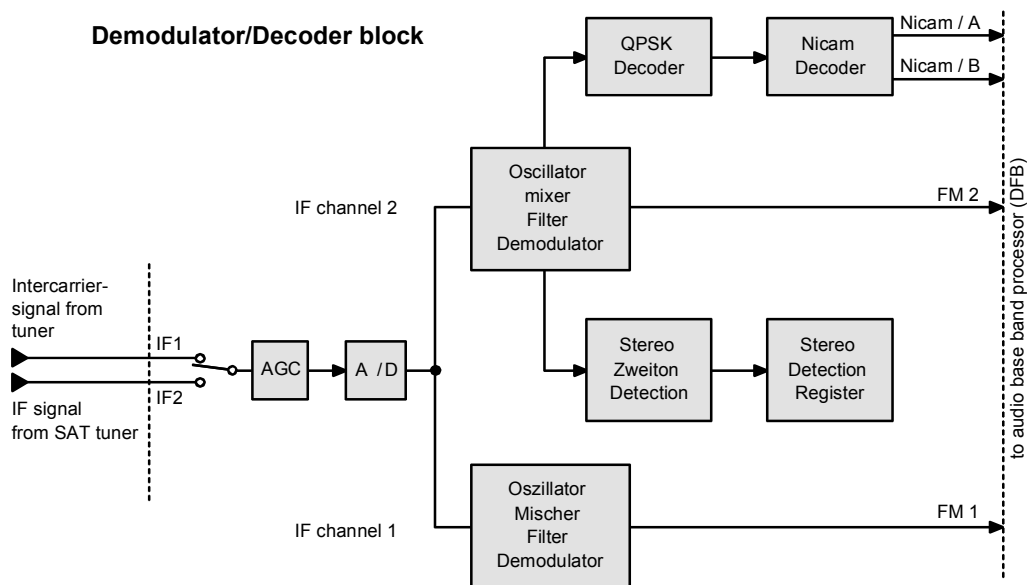 Demodulator/Decoder block
QPSK
Decoder
Nicam
Decoder
Nicam / A
Nicam / B
Oscillator
mixer
Filter
Demodulator
IF channel 2
FM 2
Intercarrier-
signal from
tuner
IF1
IF2
IF signal
from SAT tuner
AGC
A / D
Stereo
Zweiton
Detection
Stereo
Detection
Register
Oszillator
Mischer
Filter
Demodulator
IF channel 1
FM 1
to audio base band processor (DFB)